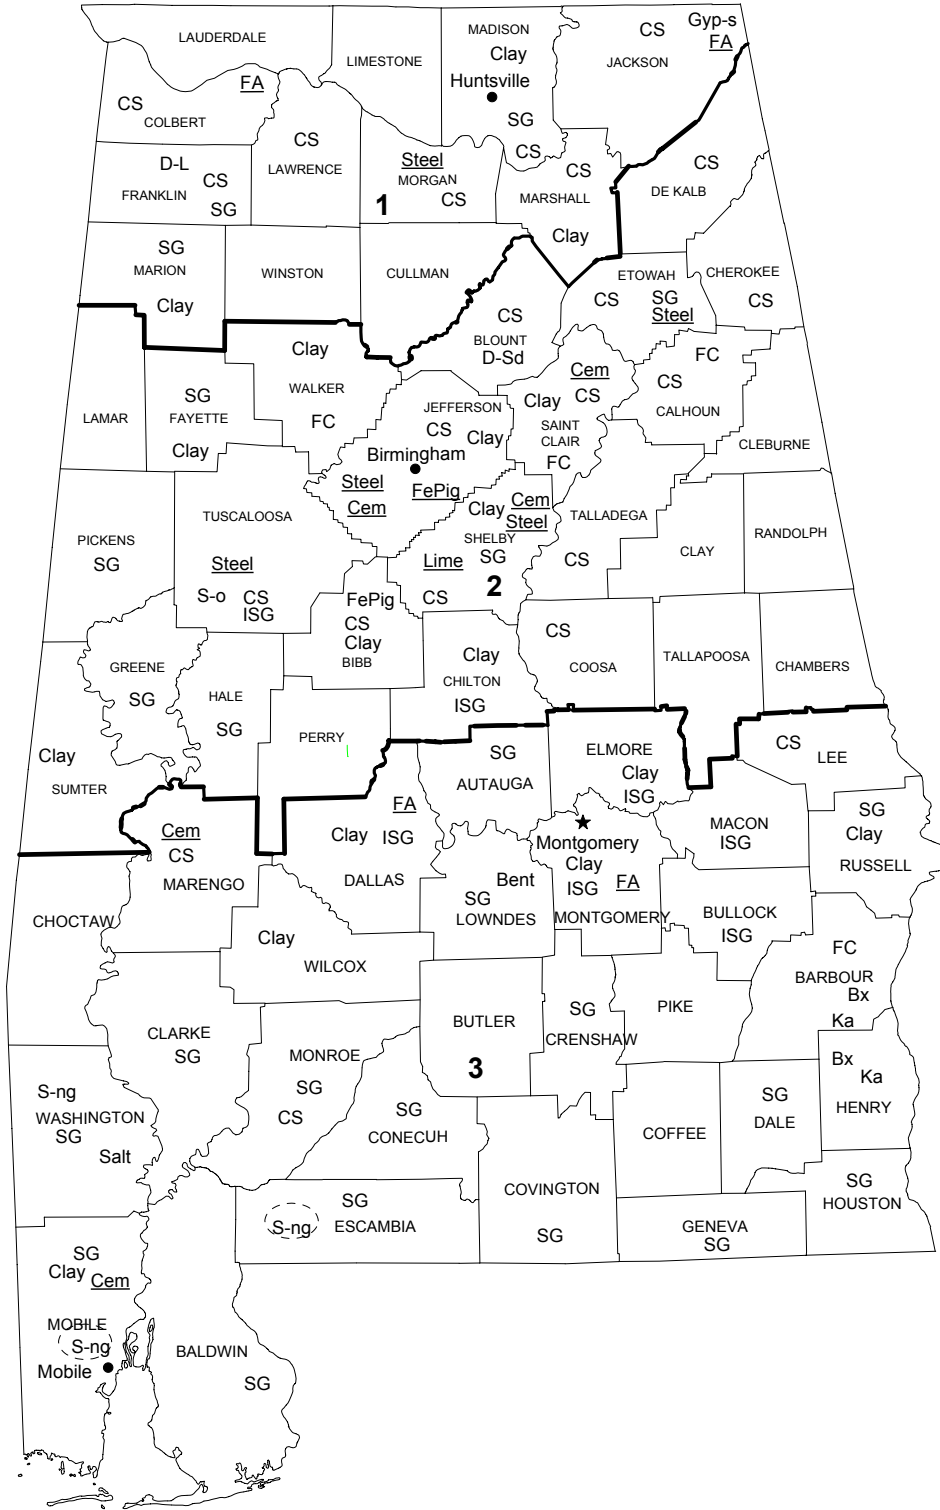 LAUDERDALE
LIMESTONE
MADISON
Clay
Huntsville
SG
CS
CS
Gyp-s
FA
JACKSON
FA
CS
COLBERT
CS
LAWRENCE
Steel
MORGAN
CS
1
CS
MARSHALL
Clay
CS
DE KALB
D-L
FRANKLIN
CS
SG
SG
MARION
Clay
WINSTON
CULLMAN
CS
BLOUNT
D-Sd
ETOWAH
CS
SG
Steel
CHEROKEE
CS
LAMAR
SG
FAYETTE
Clay
Clay
WALKER
FC
JEFFERSON
CS
Clay
Birmingham
Steel
FePig
Cem
Cem
Clay
CS
SAINT
CLAIR
FC
FC
CS
CALHOUN
CLEBURNE
PICKENS
SG
TUSCALOOSA
Steel
S-o
CS
ISG
Clay
Cem
Steel
SHELBY
Lime
SG
CS
2
TALLADEGA
CS
CLAY
RANDOLPH
FePig
CS
Clay
BIBB
GREENE
SG
HALE
SG
PERRY
Clay
CHILTON
ISG
CS
COOSA
TALLAPOOSA
CHAMBERS
Clay
SUMTER
Cem
CS
MARENGO
FA
Clay
ISG
DALLAS
SG
AUTAUGA
ELMORE
Clay
ISG
CS
LEE
MACON
ISG
SG
Clay
RUSSELL
Montgomery
Clay
ISG
FA
MONTGOMERY
Bent
SG
LOWNDES
BULLOCK
ISG
CHOCTAW
Clay
WILCOX
FC
BARBOUR
Bx
Ka
CLARKE
SG
MONROE
SG
CS
BUTLER
3
SG
CRENSHAW
PIKE
Bx
Ka
HENRY
S-ng
WASHINGTON
SG
Salt
SG
CONECUH
COFFEE
SG
DALE
SG
HOUSTON
SG
S-ng
ESCAMBIA
COVINGTON
SG
GENEVA
SG
SG
Clay
Cem
MOBILE
S-ng
Mobile
BALDWIN
SG